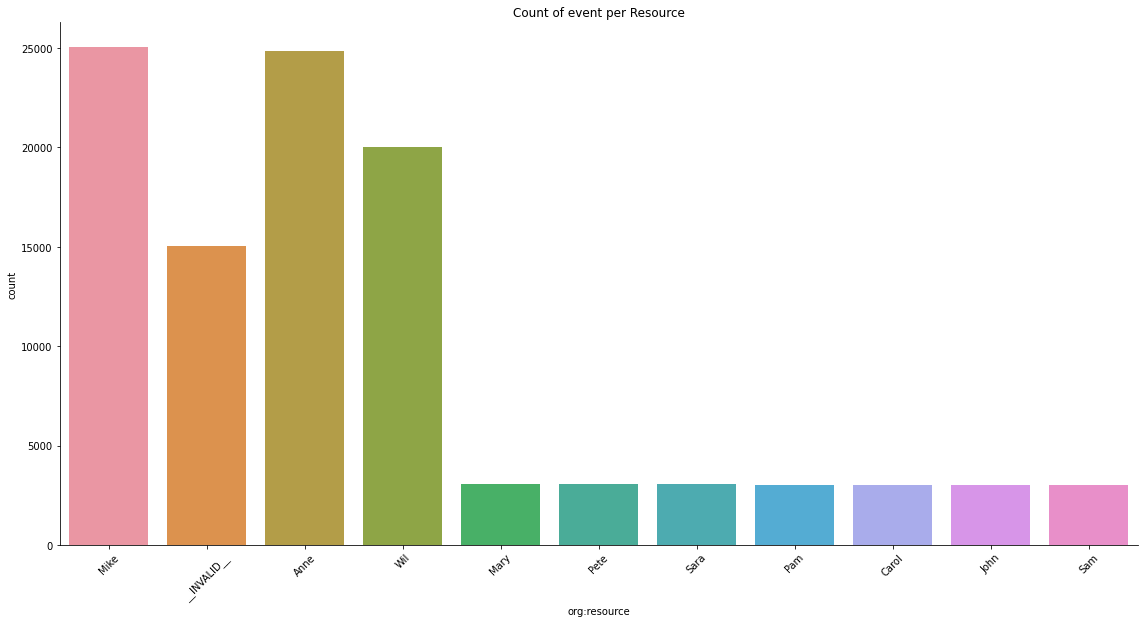 Count of event per Resource
25000
20000
15000
10000
5000
0
count
Mike
__INVALID__
Anne
Wil
Mary
Pete
Sara
Pam
Carol
John
Sam
org:resource